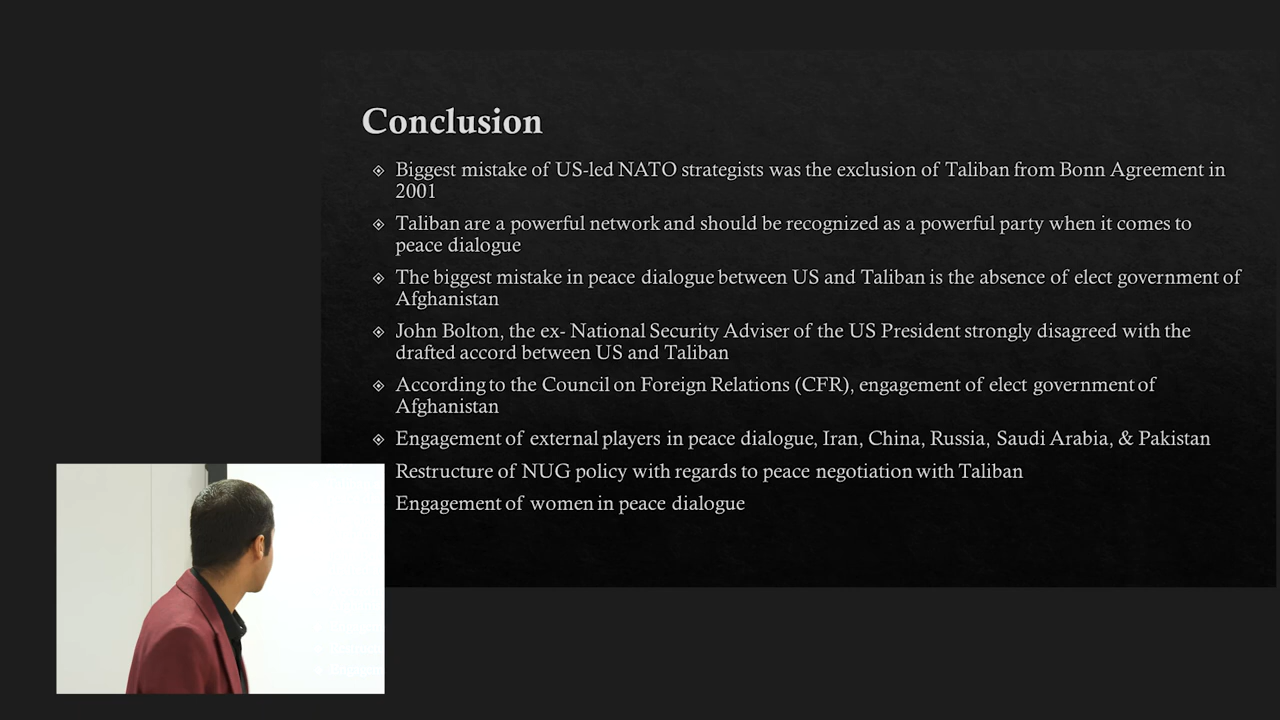 Conclusion
Biggest mistake of US-led NATO strategists was the exclusion of Taliban from Bonn Agreement in
2001
Taliban are a powerful network and should be recognized as a powerful party when it comes to
peace dialogue
The biggest mistake in peace dialogue between US and Taliban is the absence of elect government of
Afghanistan
John Bolton, the ex- National Security Adviser of the US President strongly disagreed with the
drafted accord between US and Taliban
According to the Council on Foreign Relations (CFR), engagement of elect government of
Afghanistan
Engagement of external players in peace dialogue, Iran, China, Russia, Saudi Arabia, & Pakistan
Restructure of NUG policy with regards to peace negotiation with Taliban
Engagement of women in peace dialogue